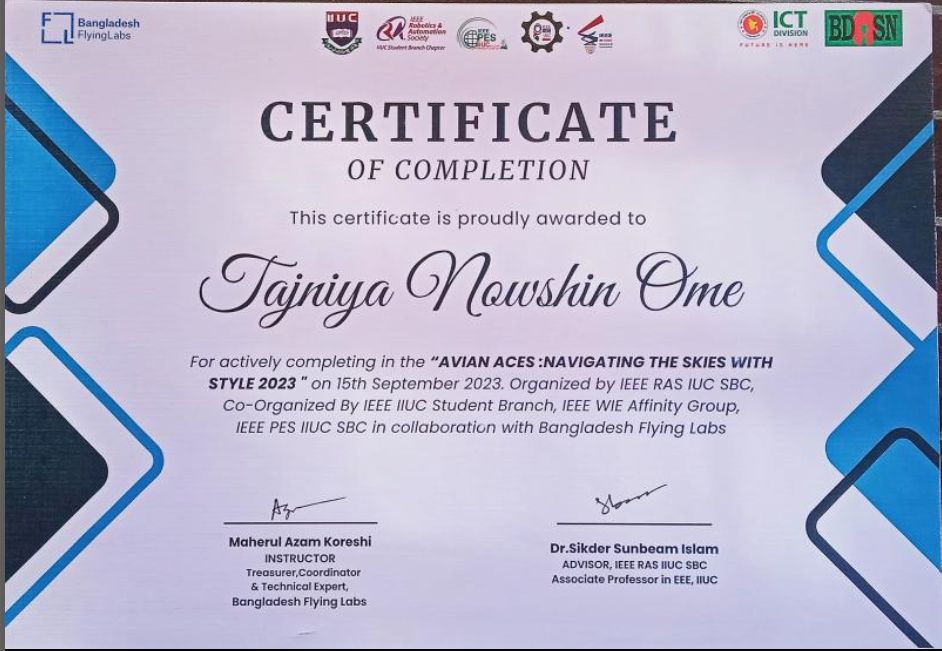 Bangladesh
FlyingLabs
IIUC
IEEE
Robotics &
Automation
Society
IIUC Student Branch Chapter
IEEE
PES
IIUC
ICT
DIVISION
FUTURE IS HERE
BDOSN
CERTIFICATE
OF COMPLETION
This certificate is proudly awarded to
Tajniya Nowshin Ome
For actively completing in the “AVIAN ACES :NAVIGATING THE SKIES WITH
STYLE 2023 " on 15th September 2023. Organized by IEEE RAS IUC SBC,
Co-Organized By IEEE IIUC Student Branch, IEEE WIE Affinity Group,
IEEE PES IIUC SBC in collaboration with Bangladesh Flying Labs
Maherul Azam Koreshi
INSTRUCTOR
Treasurer,Coordinator
& Technical Expert,
Bangladesh Flying Labs
Dr.Sikder Sunbeam Islam
ADVISOR, IEEE RAS IIUC SBC
Associate Professor in EEE, IIUC